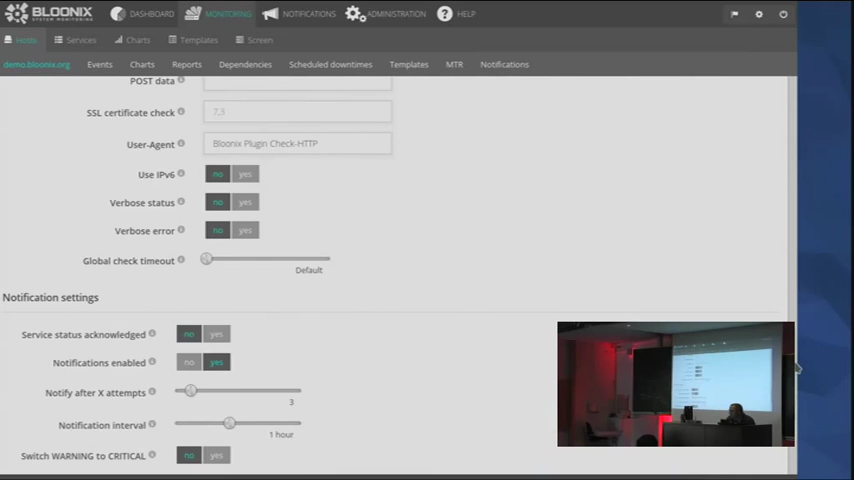 BLOONIX
SYSTEM MONITORING
DASHBOARD
MONITORING
NOTIFICATIONS
ADMINISTRATION
HELP
Hosts
Services
Charts
Templates
Screen
demo.bloonix.org
Events
Charts
Reports
Dependencies
Scheduled downtimes
Templates
MTR
Notifications
POST data
SSL certificate check
7,3
User-Agent
Bloonix Plugin Check-HTTP
Use IPv6
no yes
Verbose status
no yes
Verbose error
no yes
Global check timeout
Default
Notification settings
Service status acknowledged
no yes
Notifications enabled
no yes
Notify after X attempts
3
Notification interval
1 hour
Switch WARNING to CRITICAL
no yes